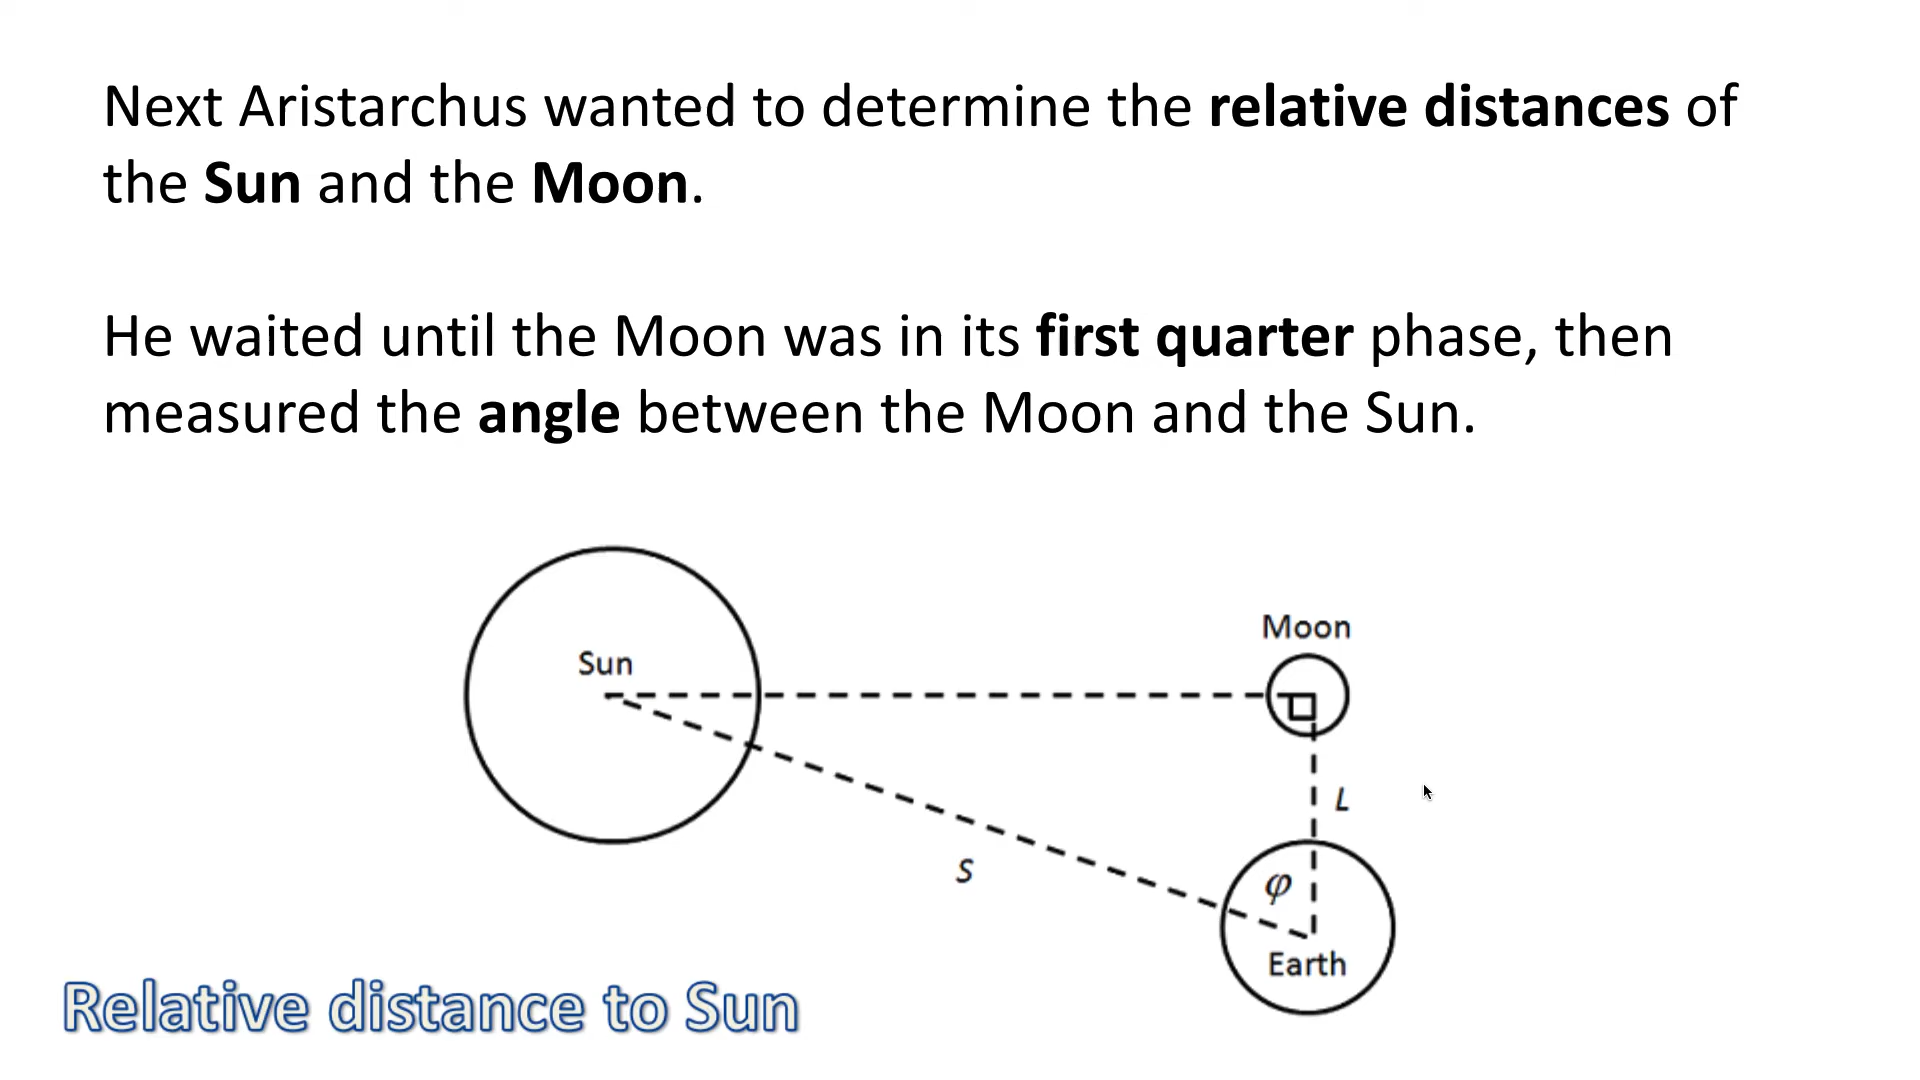 Next Aristarchus wanted to determine the relative distances of
the Sun and the Moon.
He waited until the Moon was in its first quarter phase, then
measured the angle between the Moon and the Sun.
Moon
Sun
L
S
φ
Earth
Relative distance to Sun